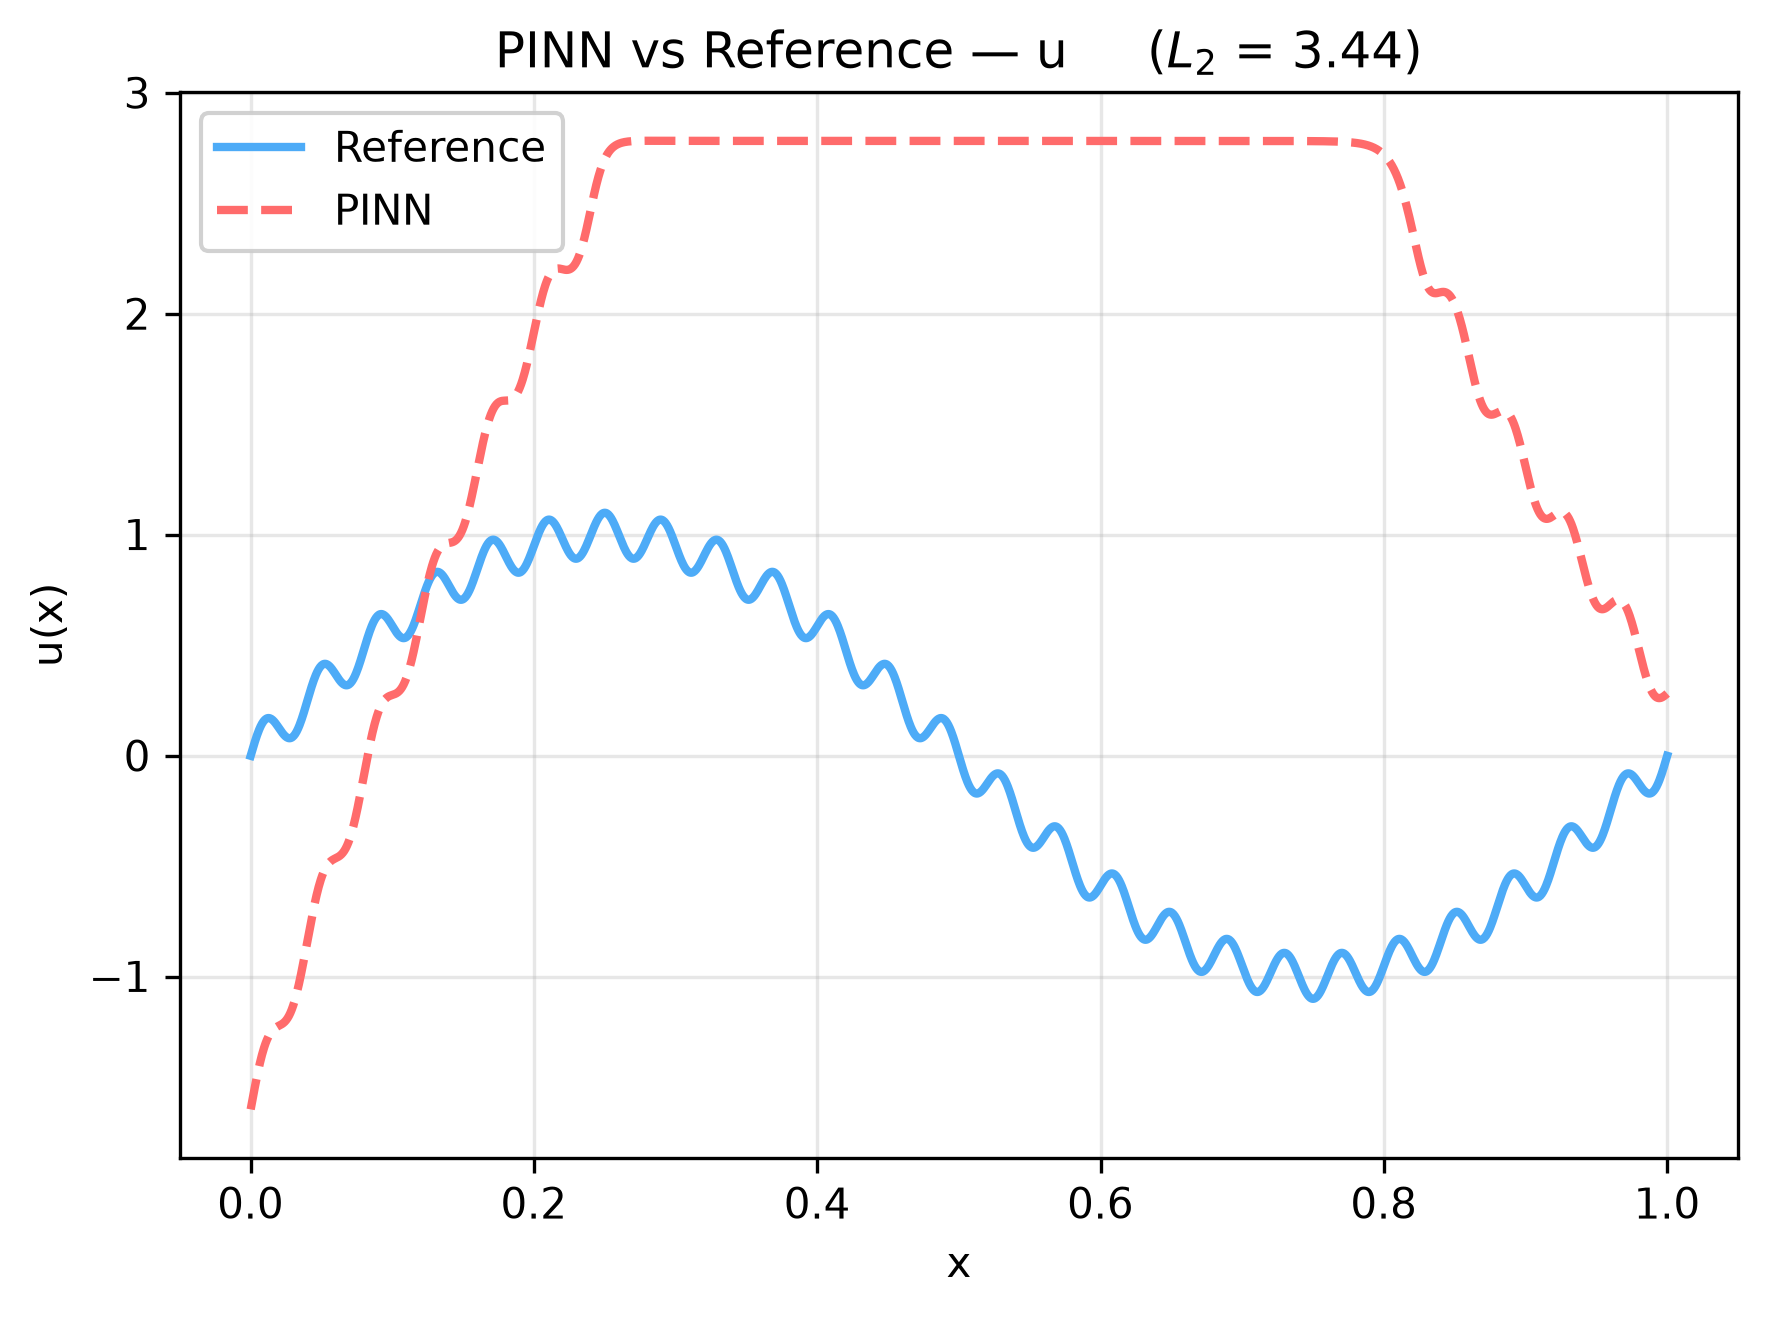 PINN vs Reference — u (L₂ = 3.44)
Reference
PINN
u(x)
3
2
1
0
−1
0.0 0.2 0.4 0.6 0.8 1.0
x